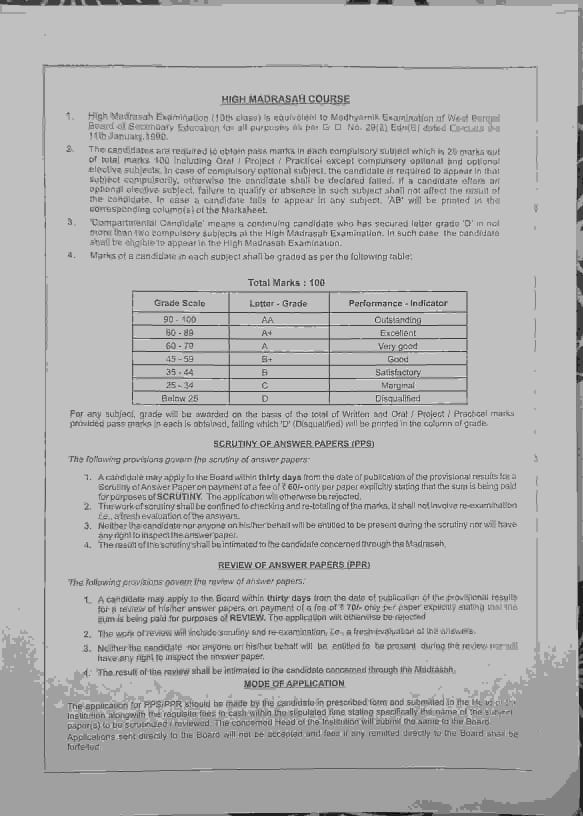 HIGH MADRASAH COURSE
1. High Madrasah Examination (10th class) is equivalent to Madhyamik Examination of West Bengal
Board of Secondary Education for all purposes as per G. O. No. Edn(B) dated Calcutta the
11th January, 1990.
2. The candidates are required to obtain pass marks in each compulsory subject which is 25 marks out
of total marks 100 including Oral / Project / Practical except compulsory optional and optional
elective subjects. In case of compulsory optional subject, the candidate is required to appear in that
subject compulsorily, otherwise the candidate shall be declared failed. If a candidate offers an
optional elective subject, failure to qualify or absence in such subject shall not affect the result of
the candidate. In case a candidate fails to appear in any subject, 'AB' will be printed in the
corresponding column(s) of the Marksheet.
3. 'Compartmental Candidate' means a continuing candidate who has secured letter grade 'D' in not
more than two compulsory subjects at the High Madrasah Examination. In such case, the candidate
shall be eligible to appear in the High Madrasah Examination.
4. Marks of a candidate in each subject shall be graded as per the following table:
Total Marks : 100
Grade Scale Letter - Grade Performance - Indicator
90 - 100 AA Outstanding
80 - 89 A+ Excellent
60 - 79 A Very good
45 - 59 B+ Good
35 - 44 B Satisfactory
25 - 34 C Marginal
Below 25 D Disqualified
For any subject, grade will be awarded on the basis of the total of Written and Oral / Project / Practical marks
provided pass marks in each is obtained, failing which 'D' (Disqualified) will be printed in the column of grade.
SCRUTINY OF ANSWER PAPERS (PPS)
The following provisions govern the scrutiny of answer papers:
1. A candidate may apply to the Board within thirty days from the date of publication of the provisional results for a
Scrutiny of Answer Paper on payment of a fee of ₹ 60/- only per paper explicitly stating that the sum is being paid
for purposes of SCRUTINY. The application will otherwise be rejected.
2. The work of scrutiny shall be confined to checking and re-totalling of the marks. It shall not involve re-examination
i.e., a fresh evaluation of the answers.
3. Neither the candidate nor anyone on his/her behalf will be entitled to be present during the scrutiny nor will have
any right to inspect the answer paper.
4. The result of the scrutiny shall be intimated to the candidate concerned through the Madrasah.
REVIEW OF ANSWER PAPERS (PPR)
The following provisions govern the review of answer papers:
1. A candidate may apply to the Board within thirty days from the date of publication of the provisional results
for a review of his/her answer papers on payment of a fee of ₹ 70/- only per paper explicitly stating that the
sum is being paid for purposes of REVIEW. The application will otherwise be rejected
2. The work of review will include scrutiny and re-examination, i.e., a fresh evaluation of the answers.
3. Neither the candidate nor anyone on his/her behalf will be entitled to be present during the review nor will
have any right to inspect the answer paper.
4. The result of the review shall be intimated to the candidate concerned through the Madrasah.
MODE OF APPLICATION
The application for PPS/PPR should be made by the candidate in prescribed form and submitted to the Head of the
Institution alongwith the requisite fees in cash within the stipulated time stating specifically the name of the subject
paper(s) to be scrutinized / reviewed. The concerned Head of the Institution will submit the same to the Board.
Applications sent directly to the Board will not be accepted and fees if any remitted directly to the Board shall be
forfeited